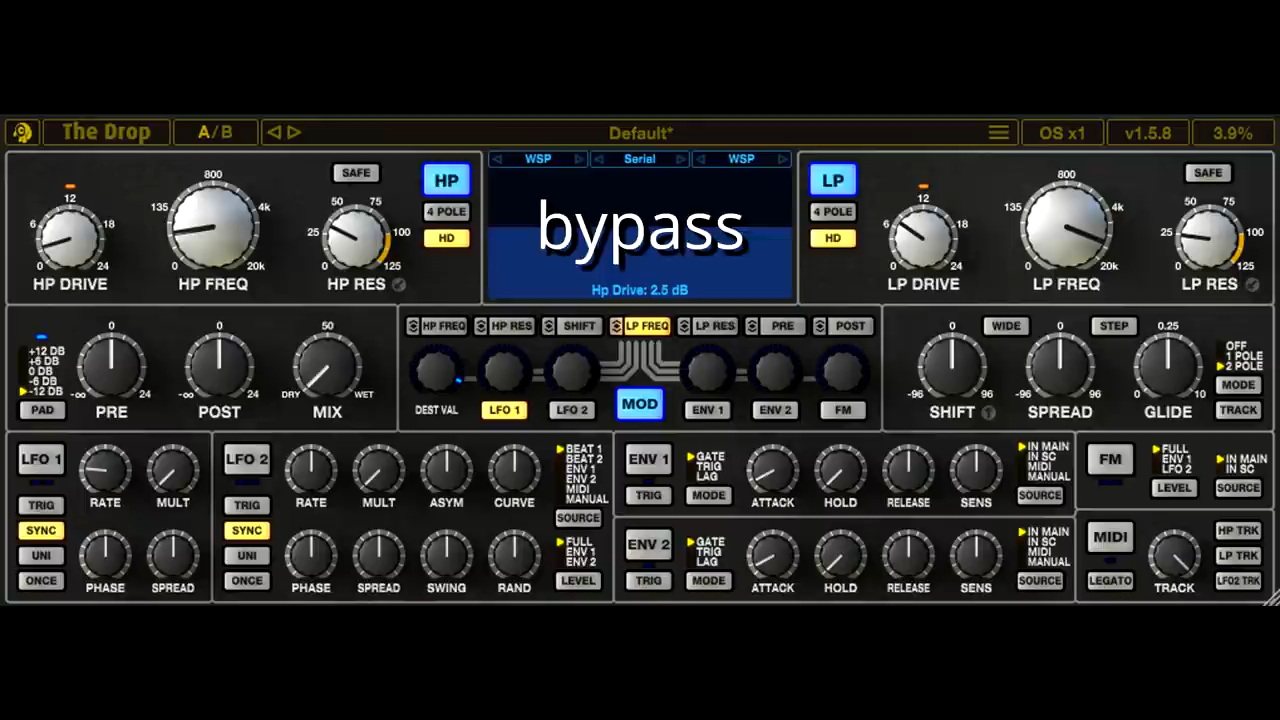 The Drop A/B Default* OS x1 v1.5.8 3.9%
SAFE
HP
4 POLE
HD
0 6 12 18 24
HP DRIVE
0 135 800 4k 20k
HP FREQ
0 25 50 75 100 125
HP RES
WSP Serial WSP
bypass
Hp Drive: 2.5 dB
LP
4 POLE
HD
SAFE
0 6 12 18 24
LP DRIVE
0 135 800 4k 20k
LP FREQ
0 25 50 75 100 125
LP RES
+12 DB
+6 DB
0 DB
-6 DB
-12 DB
PAD
0
-∞ 24
PRE
0
-∞ 24
POST
50
DRY WET
MIX
HP FREQ HP RES SHIFT LP FREQ LP RES PRE POST
DEST VAL LFO 1 LFO 2 MOD ENV 1 ENV 2 FM
0 WIDE 0 STEP 0.25
-96 96 -96 96 0 10
SHIFT SPREAD GLIDE
OFF
1 POLE
2 POLE
MODE
TRACK
LFO 1
TRIG
SYNC
UNI
ONCE
RATE MULT
PHASE SPREAD
LFO 2
TRIG
SYNC
UNI
ONCE
RATE MULT ASYM CURVE
PHASE SPREAD SWING RAND
BEAT 1
BEAT 2
ENV 1
ENV 2
MIDI
MANUAL
SOURCE
FULL
ENV 1
ENV 2
LEVEL
ENV 1
TRIG
GATE
TRIG
LAG
MODE
ATTACK HOLD RELEASE SENS
IN MAIN
IN SC
MIDI
MANUAL
SOURCE
ENV 2
TRIG
GATE
TRIG
LAG
MODE
ATTACK HOLD RELEASE SENS
IN MAIN
IN SC
MIDI
MANUAL
SOURCE
FM
FULL
ENV 1
LFO 2
LEVEL
IN MAIN
IN SC
SOURCE
MIDI
LEGATO
TRACK
HP TRK
LP TRK
LFO2 TRK